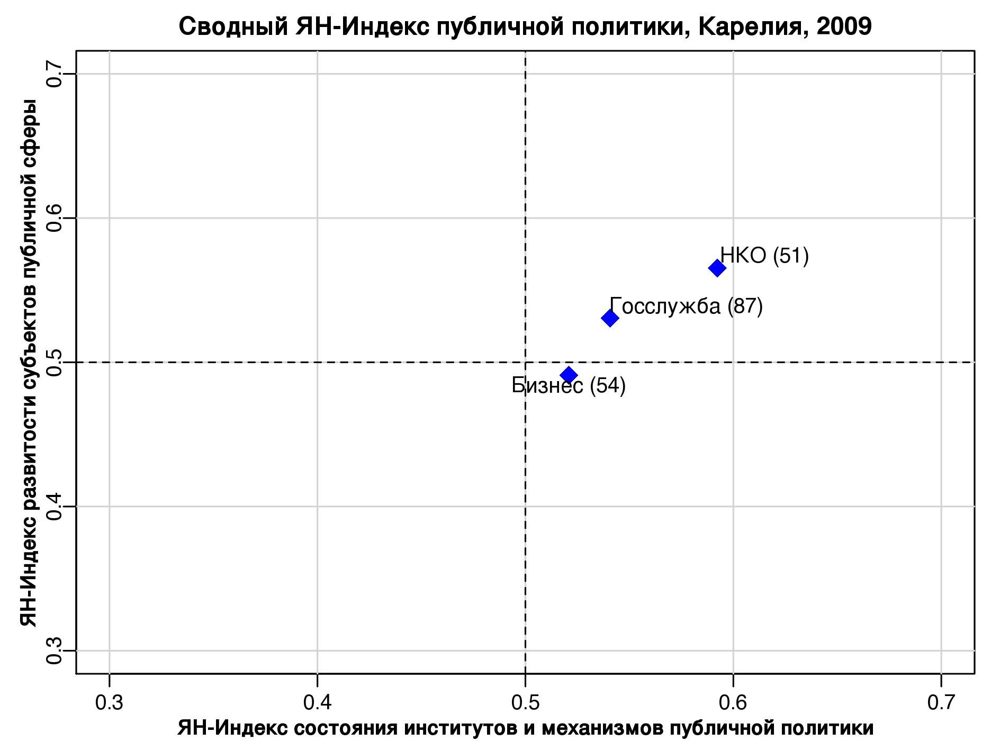 Сводный ЯН-Индекс публичной политики, Карелия, 2009
ЯН-Индекс развитости субъектов публичной сферы
0.7
0.6
0.5
0.4
0.3
НКО (51)
Госслужба (87)
Бизнес (54)
0.3 0.4 0.5 0.6 0.7
ЯН-Индекс состояния институтов и механизмов публичной политики